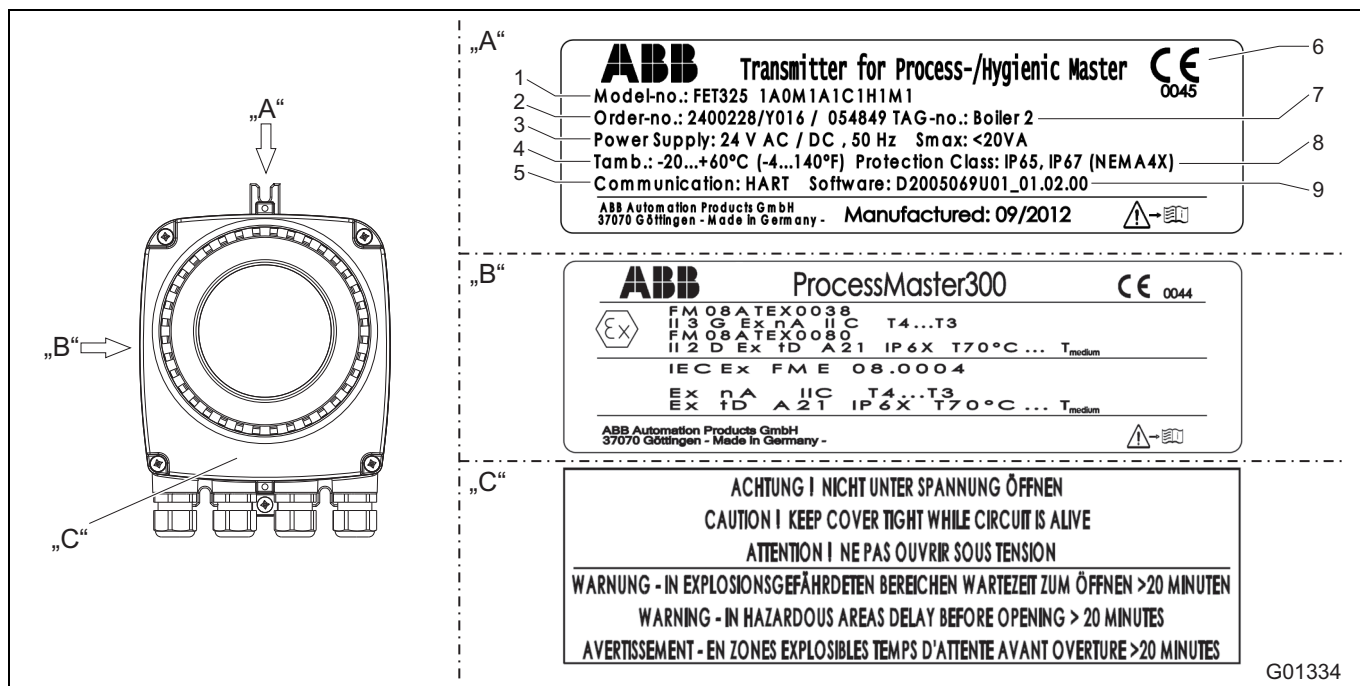 „A“
„B“
„C“
„A“
1
2
3
4
5
6
7
8
9
ABB Transmitter for Process-/Hygienic Master CE
0045
Model-no.: FET325 1A0M1A1C1H1M1
Order-no.: 2400228/Y016 / 054849 TAG-no.: Boiler 2
Power Supply: 24 V AC / DC , 50 Hz Smax: <20VA
Tamb.: -20...+60°C (-4...140°F) Protection Class: IP65, IP67 (NEMA4X)
Communication: HART Software: D2005069U01_01.02.00
ABB Automation Products GmbH
37070 Göttingen - Made in Germany - Manufactured: 09/2012
„B“
ABB ProcessMaster300 CE 0044
Ex
FM 08ATEX0038
II 3 G Ex nA IIC T4...T3
FM 08ATEX0080
II 2 D Ex tD A21 IP6X T70°C ... Tmedium
IECEx FME 08.0004
Ex nA IIC T4...T3
Ex tD A21 IP6X T70°C ... Tmedium
ABB Automation Products GmbH
37070 Göttingen - Made in Germany -
„C“
ACHTUNG ! NICHT UNTER SPANNUNG ÖFFNEN
CAUTION ! KEEP COVER TIGHT WHILE CIRCUIT IS ALIVE
ATTENTION ! NE PAS OUVRIR SOUS TENSION
WARNUNG - IN EXPLOSIONSGEFÄHRDETEN BEREICHEN WARTEZEIT ZUM ÖFFNEN >20 MINUTEN
WARNING - IN HAZARDOUS AREAS DELAY BEFORE OPENING > 20 MINUTES
AVERTISSEMENT - EN ZONES EXPLOSIBLES TEMPS D'ATTENTE AVANT OVERTURE >20 MINUTES
G01334